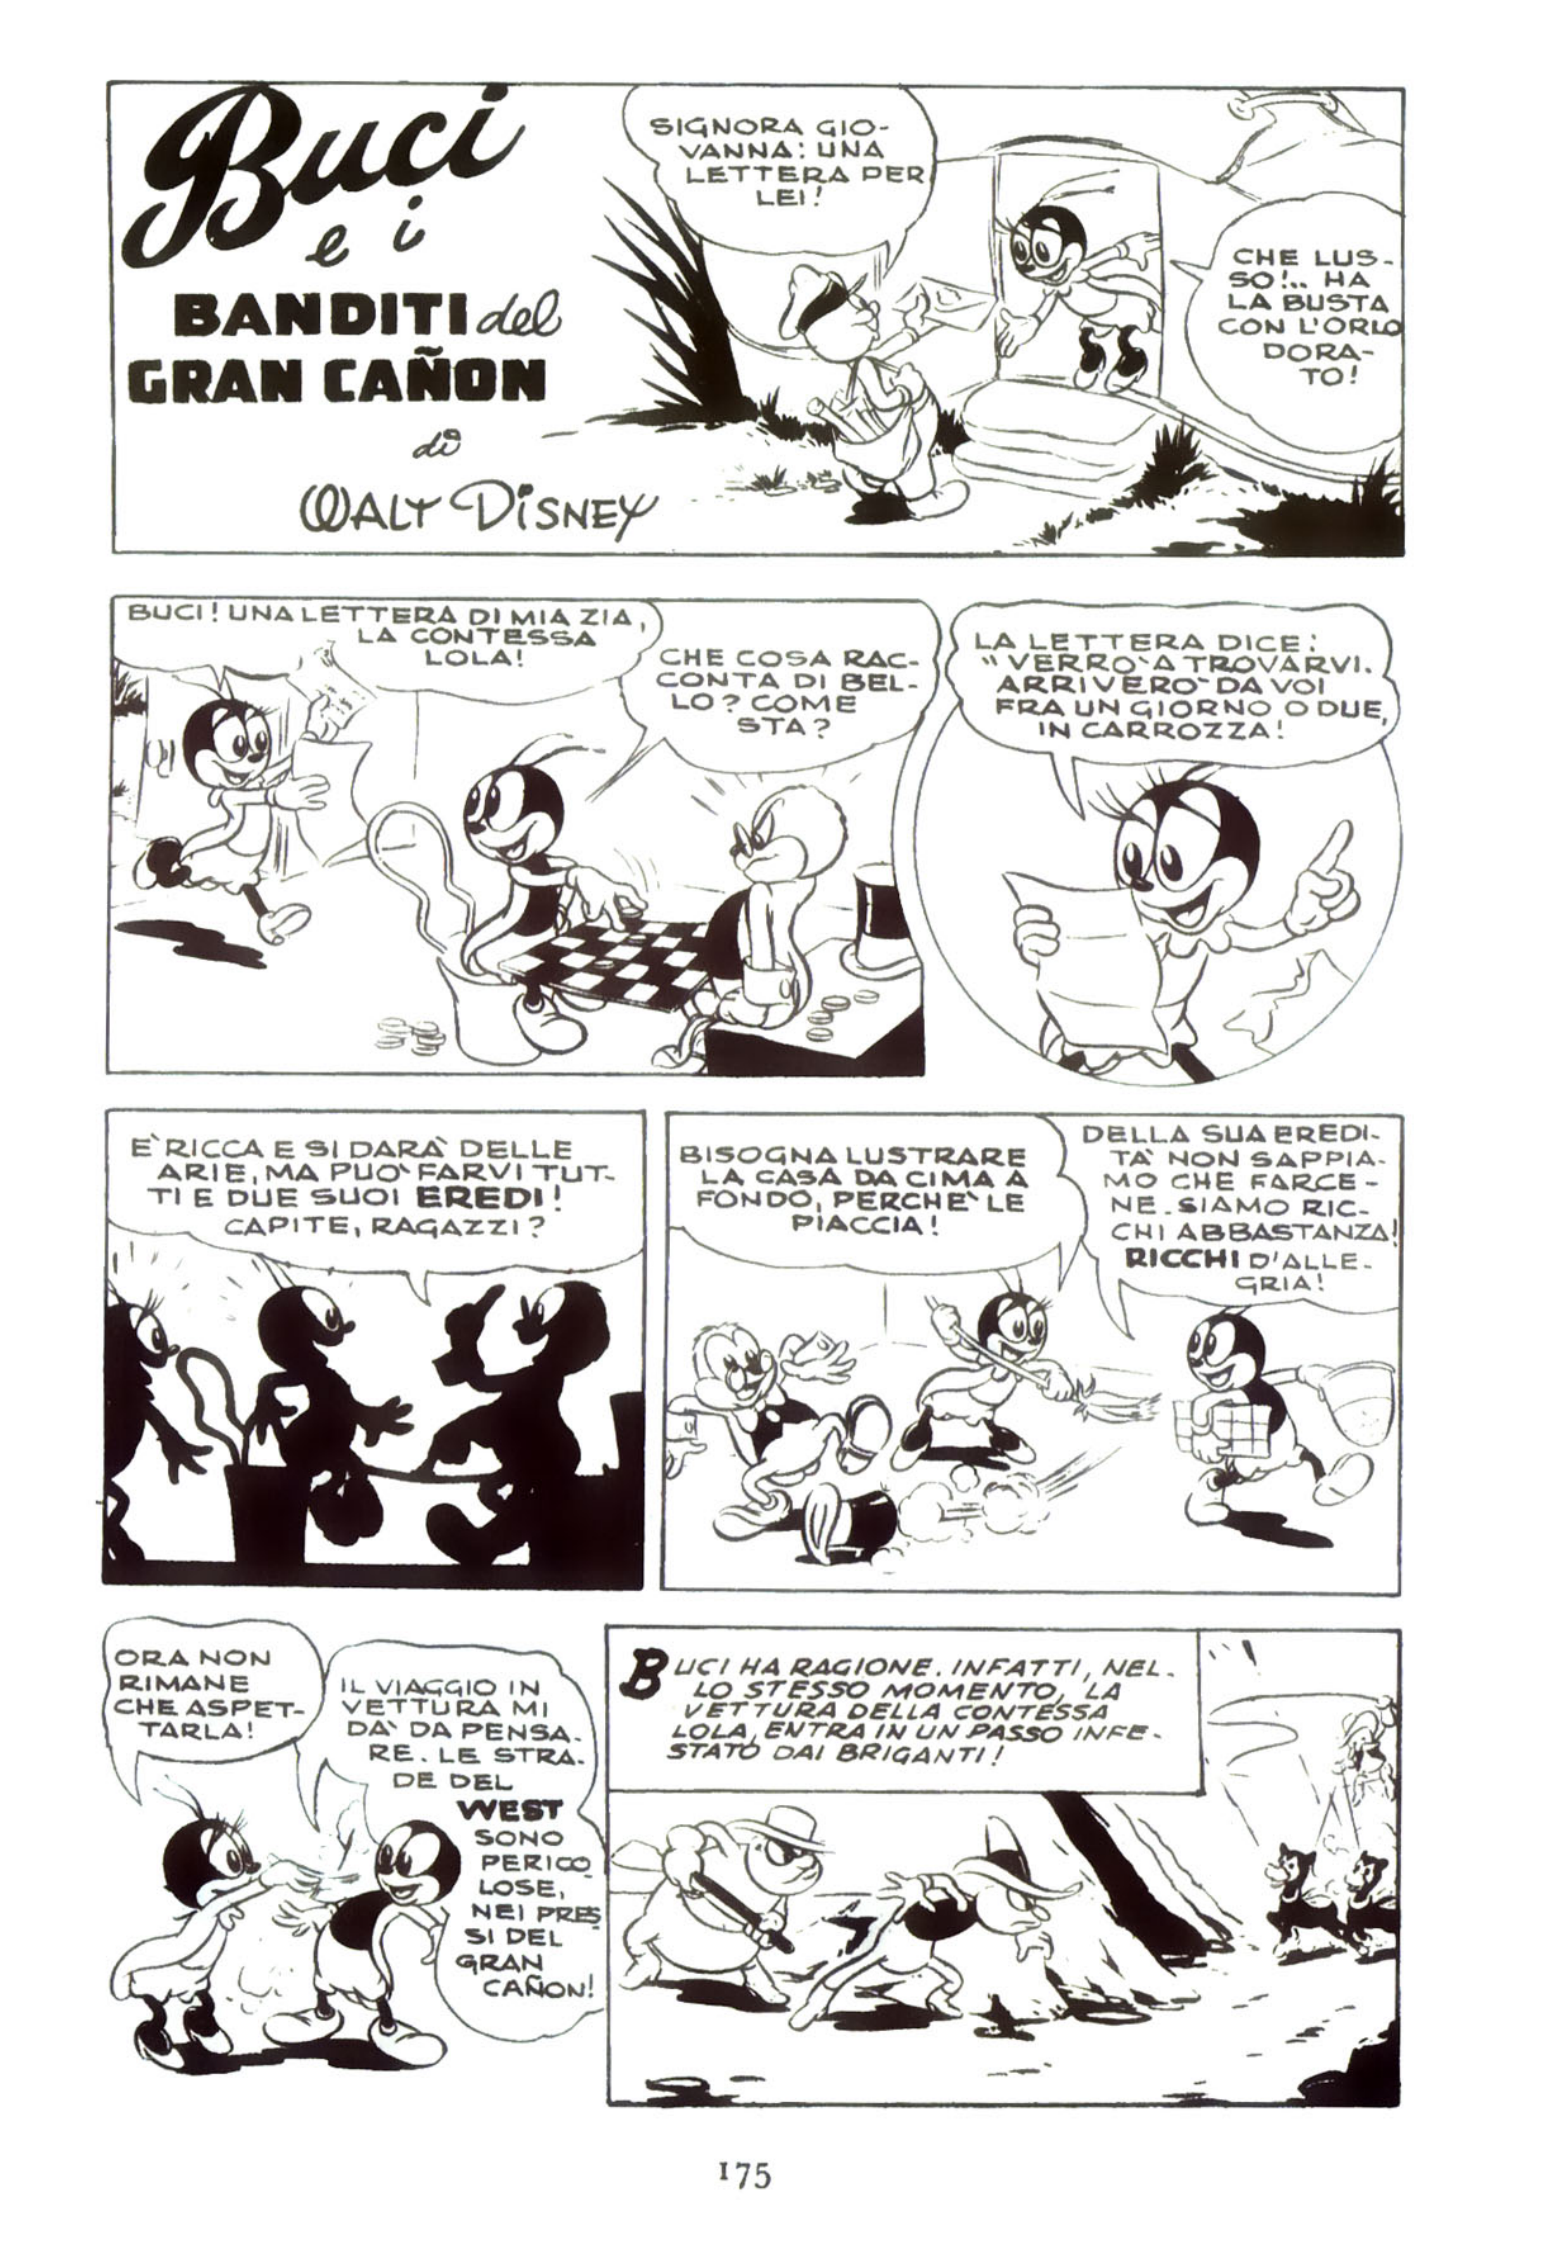 Buci
e i
BANDITI del
GRAN CAÑON
di
WALT DISNEY
SIGNORA GIO-
VANNA: UNA
LETTERA PER
LEI!
CHE LUS-
SO!.. HA
LA BUSTA
CON L'ORLO
DORA-
TO!
BUCI! UNA LETTERA DI MIA ZIA,
LA CONTESSA
LOLA!
CHE COSA RAC-
CONTA DI BEL-
LO? COME
STA?
LA LETTERA DICE:
"VERRO' A TROVARVI.
ARRIVERO' DA VOI
FRA UN GIORNO O DUE,
IN CARROZZA!
E' RICCA E SI DARA' DELLE
ARIE, MA PUO' FARVI TUT-
TI E DUE SUOI EREDI!
CAPITE, RAGAZZI?
BISOGNA LUSTRARE
LA CASA DA CIMA A
FONDO, PERCHE' LE
PIACCIA!
DELLA SUA EREDI-
TA' NON SAPPIA-
MO CHE FARCE-
NE. SIAMO RIC-
CHI ABBASTANZA!
RICCHI D'ALLE-
GRIA!
ORA NON
RIMANE
CHE ASPET-
TARLA!
IL VIAGGIO IN
VETTURA MI
DA' DA PENSA-
RE. LE STRA-
DE DEL
WEST
SONO
PERICO
LOSE,
NEI PRES
SI DEL
GRAN
CAÑON!
BUCI HA RAGIONE. INFATTI, NEL-
LO STESSO MOMENTO, LA
VETTURA DELLA CONTESSA
LOLA, ENTRA IN UN PASSO INFE-
STATO DAI BRIGANTI!
175